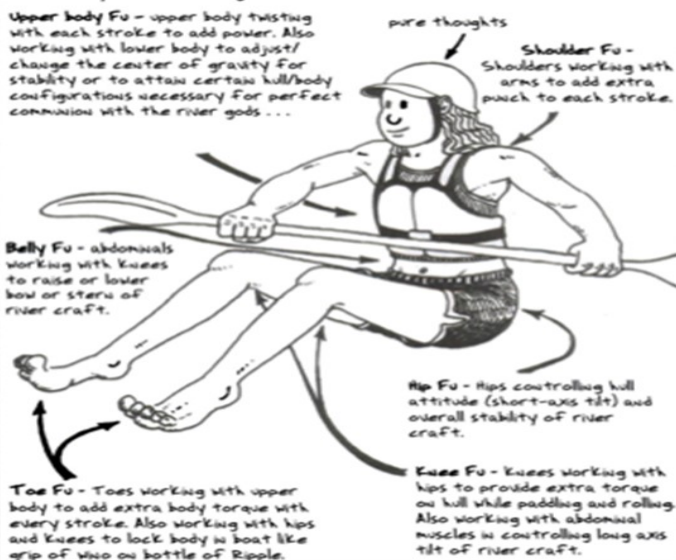 Upper body Fu - upper body twisting
with each stroke to add power. Also
working with lower body to adjust/
change the center of gravity for
stability or to attain certain hull/body
configurations necessary for perfect
communion with the river gods . . .
pure thoughts
Shoulder Fu -
Shoulders working with
arms to add extra
punch to each stroke.
Belly Fu - abdominals
working with knees
to raise or lower
bow or stern of
river craft.
Hip Fu - Hips controlling hull
attitude (short-axis tilt) and
overall stability of river
craft.
Toe Fu - Toes working with upper
body to add extra body torque with
every stroke. Also working with hips
and knees to lock body in boat like
grip of wino on bottle of Ripple.
Knee Fu - Knees working with
hips to provide extra torque
on hull while paddling and rolling.
Also working with abdominal
muscles in controlling long axis
tilt of river craft.